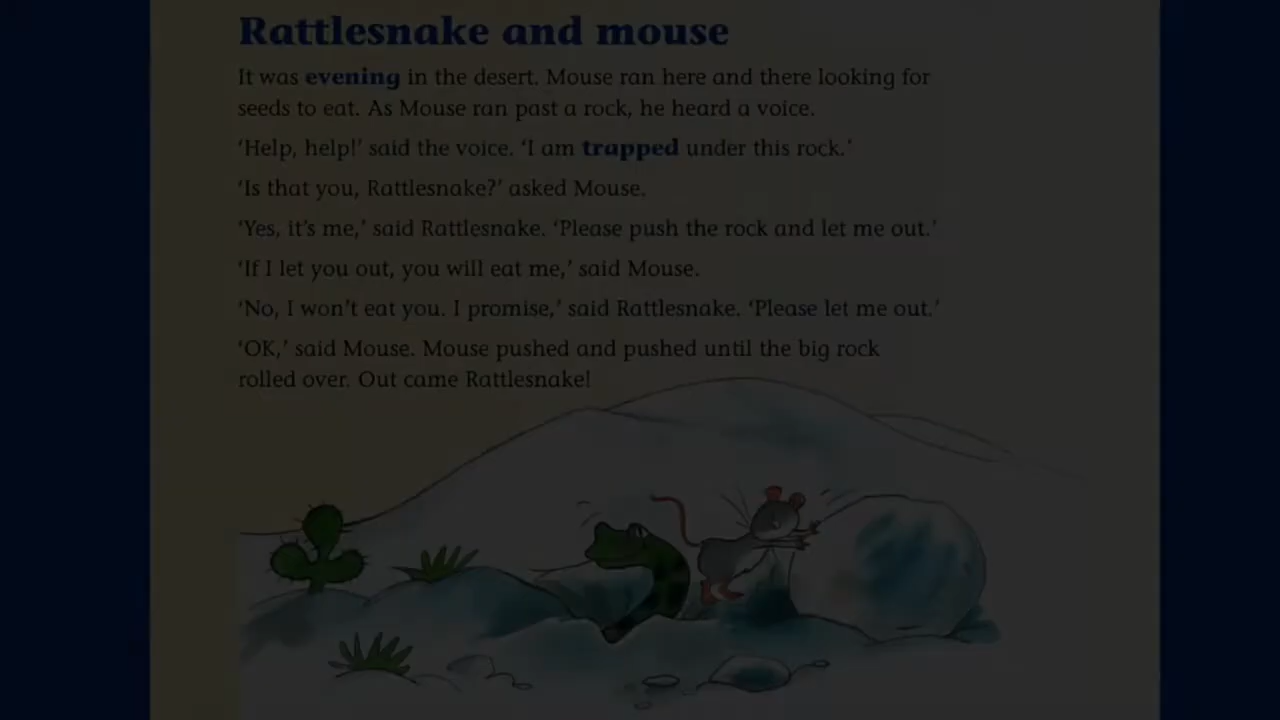 Rattlesnake and mouse
It was evening in the desert. Mouse ran here and there looking for
seeds to eat. As Mouse ran past a rock, he heard a voice.
‘Help, help!’ said the voice. ‘I am trapped under this rock.’
‘Is that you, Rattlesnake?’ asked Mouse.
‘Yes, it’s me,’ said Rattlesnake. ‘Please push the rock and let me out.’
‘If I let you out, you will eat me,’ said Mouse.
‘No, I won’t eat you. I promise,’ said Rattlesnake. ‘Please let me out.’
‘OK,’ said Mouse. Mouse pushed and pushed until the big rock
rolled over. Out came Rattlesnake!